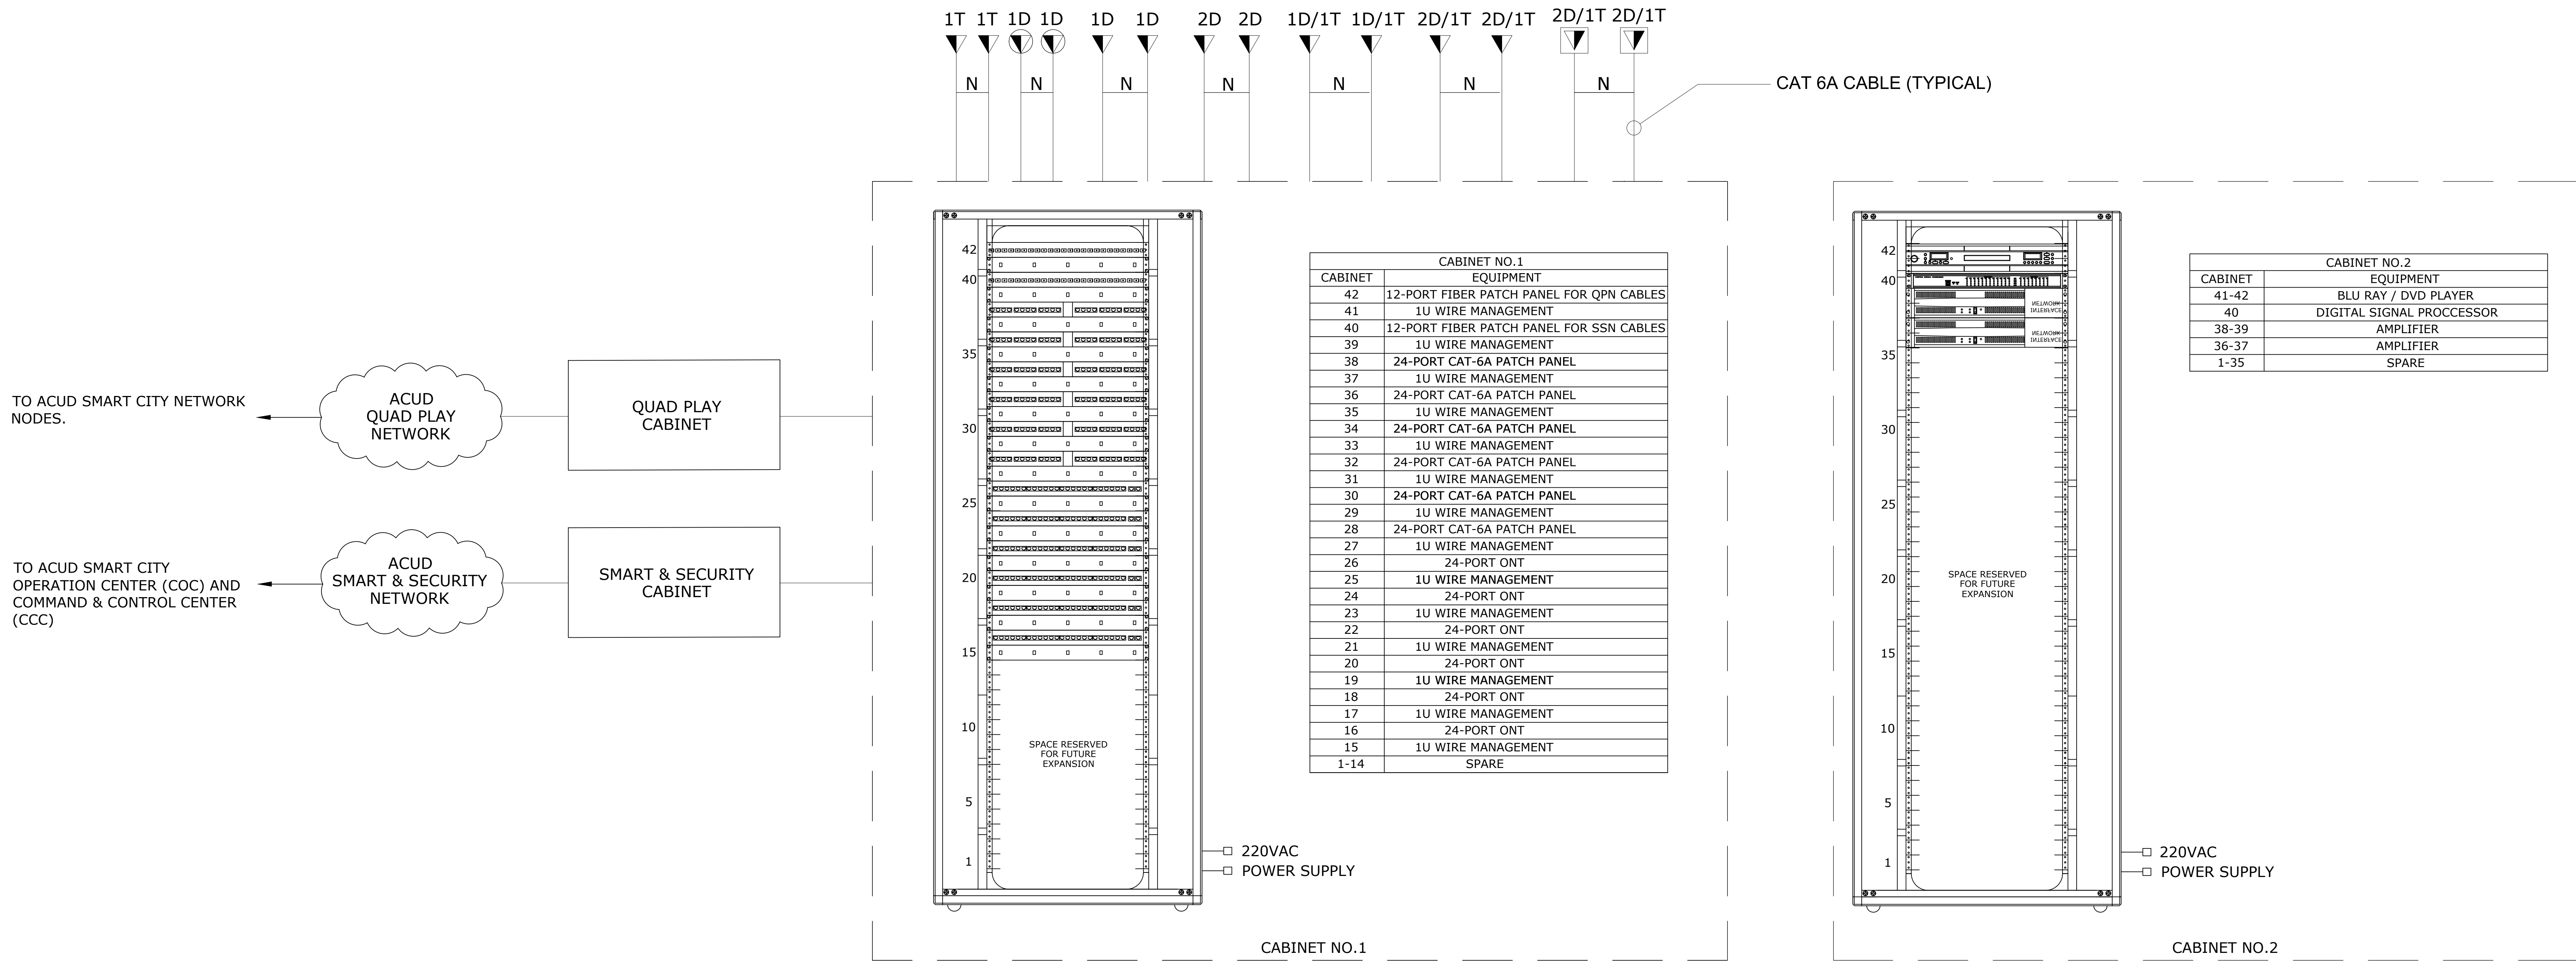 1T 1T 1D 1D 1D 1D 2D 2D 1D/1T 1D/1T 2D/1T 2D/1T 2D/1T 2D/1T
N N N N N N N
CAT 6A CABLE (TYPICAL)
TO ACUD SMART CITY NETWORK
NODES.
ACUD
QUAD PLAY
NETWORK
QUAD PLAY
CABINET
TO ACUD SMART CITY
OPERATION CENTER (COC) AND
COMMAND & CONTROL CENTER
(CCC)
ACUD
SMART & SECURITY
NETWORK
SMART & SECURITY
CABINET
42
40
35
30
25
20
15
10
5
1
SPACE RESERVED
FOR FUTURE
EXPANSION
220VAC
POWER SUPPLY
CABINET NO.1
CABINET EQUIPMENT
42 12-PORT FIBER PATCH PANEL FOR QPN CABLES
41 1U WIRE MANAGEMENT
40 12-PORT FIBER PATCH PANEL FOR SSN CABLES
39 1U WIRE MANAGEMENT
38 24-PORT CAT-6A PATCH PANEL
37 1U WIRE MANAGEMENT
36 24-PORT CAT-6A PATCH PANEL
35 1U WIRE MANAGEMENT
34 24-PORT CAT-6A PATCH PANEL
33 1U WIRE MANAGEMENT
32 24-PORT CAT-6A PATCH PANEL
31 1U WIRE MANAGEMENT
30 24-PORT CAT-6A PATCH PANEL
29 1U WIRE MANAGEMENT
28 24-PORT CAT-6A PATCH PANEL
27 1U WIRE MANAGEMENT
26 24-PORT ONT
25 1U WIRE MANAGEMENT
24 24-PORT ONT
23 1U WIRE MANAGEMENT
22 24-PORT ONT
21 1U WIRE MANAGEMENT
20 24-PORT ONT
19 1U WIRE MANAGEMENT
18 24-PORT ONT
17 1U WIRE MANAGEMENT
16 24-PORT ONT
15 1U WIRE MANAGEMENT
1-14 SPARE
CABINET NO.1
42
40
35
30
25
20
15
10
5
1
NETWORK
INTERFACE
NETWORK
INTERFACE
SPACE RESERVED
FOR FUTURE
EXPANSION
220VAC
POWER SUPPLY
CABINET NO.2
CABINET EQUIPMENT
41-42 BLU RAY / DVD PLAYER
40 DIGITAL SIGNAL PROCCESSOR
38-39 AMPLIFIER
36-37 AMPLIFIER
1-35 SPARE
CABINET NO.2